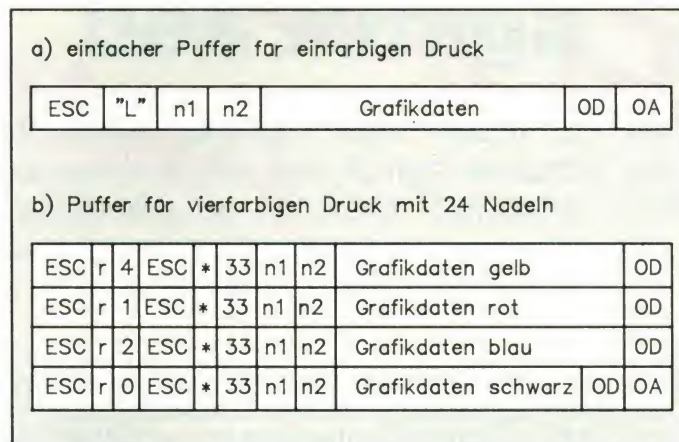 a) einfacher Puffer für einfarbigen Druck
ESC "L" n1 n2 Grafikdaten OD OA
b) Puffer für vierfarbigen Druck mit 24 Nadeln
ESC r 4 ESC * 33 n1 n2 Grafikdaten gelb OD
ESC r 1 ESC * 33 n1 n2 Grafikdaten rot OD
ESC r 2 ESC * 33 n1 n2 Grafikdaten blau OD
ESC r 0 ESC * 33 n1 n2 Grafikdaten schwarz OD OA